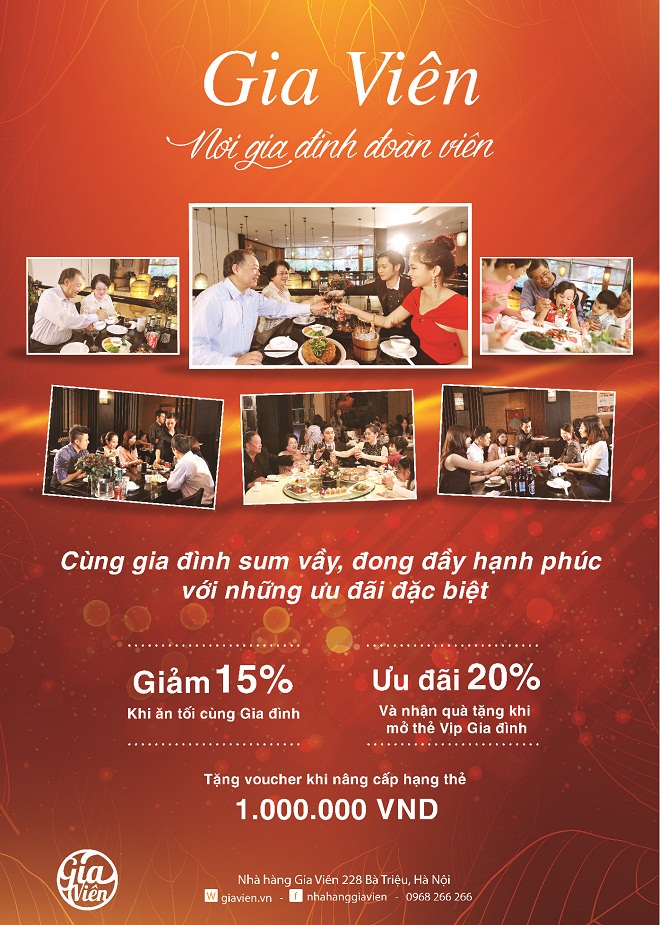 Gia Viên
Nơi gia đình đoàn viên
Cùng gia đình sum vầy, đong đầy hạnh phúc
với những ưu đãi đặc biệt
Giảm 15%
Khi ăn tối cùng Gia đình
Ưu đãi 20%
Và nhận quà tặng khi
mở thẻ Vip Gia đình
Tặng voucher khi nâng cấp hạng thẻ
1.000.000 VND
Gia
Viên
Nhà hàng Gia Viên 228 Bà Triệu, Hà Nội
W giavien.vn - f nhahanggiavien - 0968 266 266